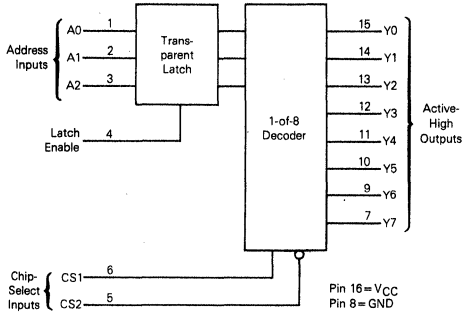 Address
Inputs
A0 1
A1 2
A2 3
Trans-
parent
Latch
Latch
Enable
4
1-of-8
Decoder
15 Y0
14 Y1
13 Y2
12 Y3
11 Y4
10 Y5
9 Y6
7 Y7
Active-
High
Outputs
Chip-
Select
Inputs
CS1 6
CS2 5
Pin 16 = VCC
Pin 8 = GND